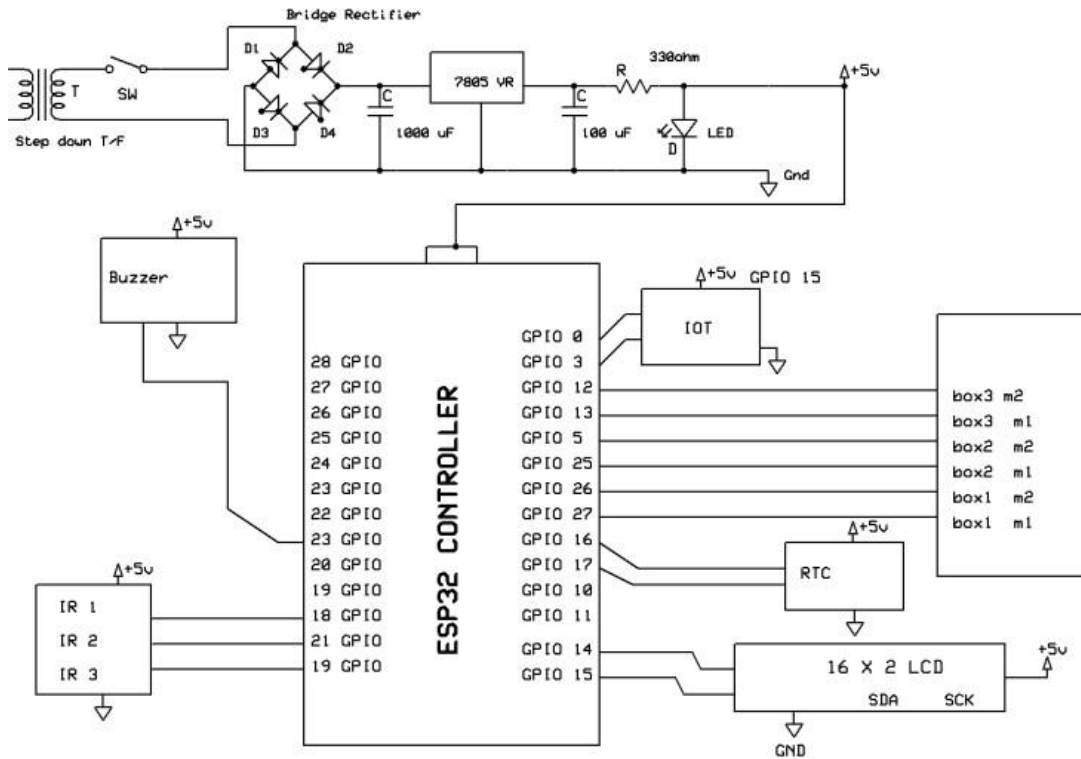 Bridge Rectifier
D1
D2
D3
D4
T
SW
Step down T/F
C
1000 uF
7805 VR
C
100 uF
R
330ohm
D
LED
+5v
Gnd
+5v
Buzzer
+5v
GPIO 15
IOT
ESP32 CONTROLLER
28 GPIO
27 GPIO
26 GPIO
25 GPIO
24 GPIO
23 GPIO
22 GPIO
23 GPIO
20 GPIO
19 GPIO
18 GPIO
21 GPIO
19 GPIO
GPIO 0
GPIO 3
GPIO 12
GPIO 13
GPIO 5
GPIO 25
GPIO 26
GPIO 27
GPIO 16
GPIO 17
GPIO 10
GPIO 11
GPIO 14
GPIO 15
box3 m2
box3 m1
box2 m2
box2 m1
box1 m2
box1 m1
+5v
RTC
+5v
IR 1
IR 2
IR 3
16 X 2 LCD
SDA SCK
+5v
GND